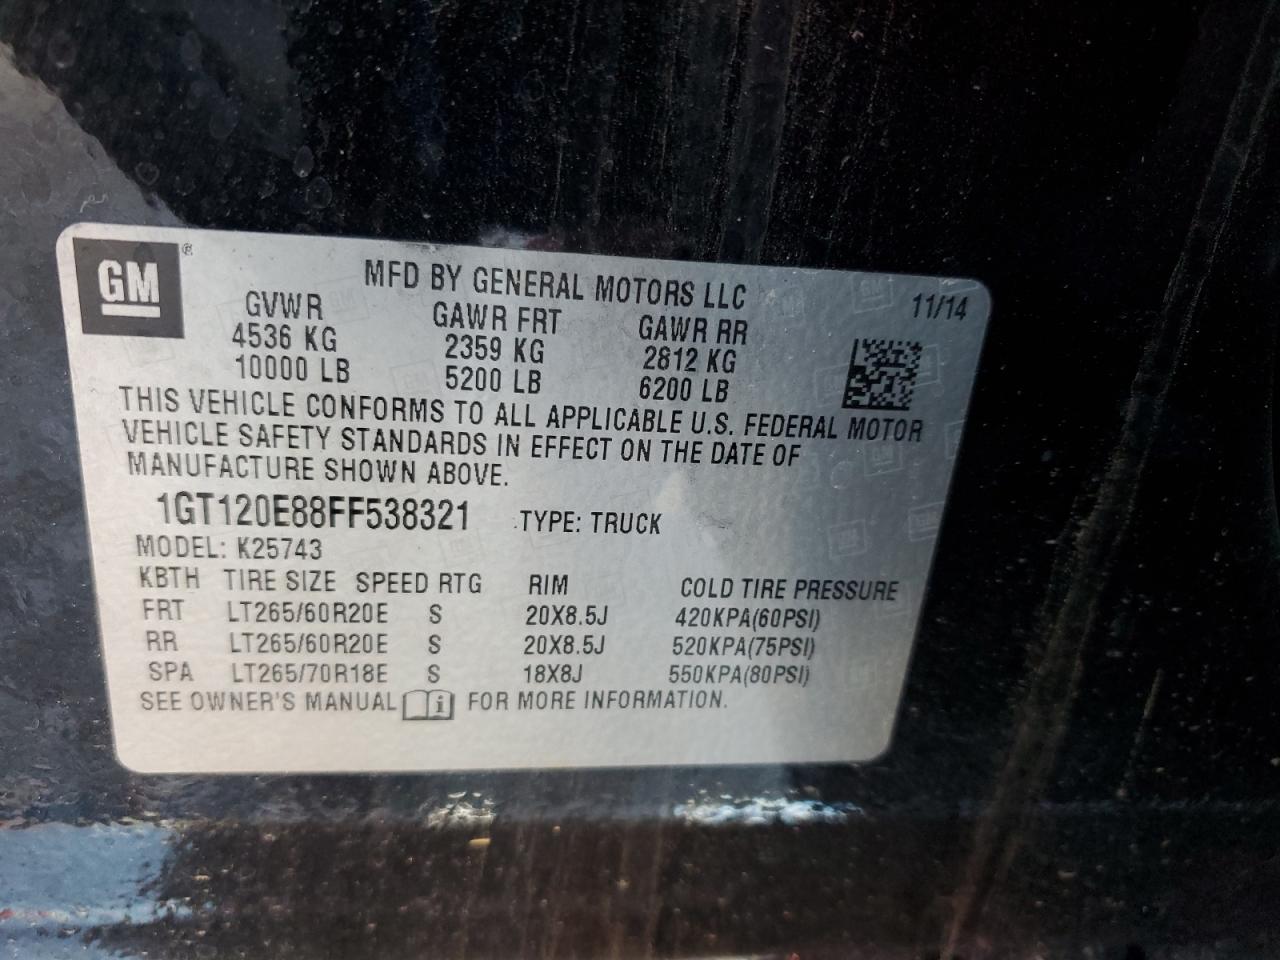 GM ®
MFD BY GENERAL MOTORS LLC 11/14
GVWR GAWR FRT GAWR RR
4536 KG 2359 KG 2812 KG
10000 LB 5200 LB 6200 LB
THIS VEHICLE CONFORMS TO ALL APPLICABLE U.S. FEDERAL MOTOR
VEHICLE SAFETY STANDARDS IN EFFECT ON THE DATE OF
MANUFACTURE SHOWN ABOVE.
1GT120E88FF538321 TYPE: TRUCK
MODEL: K25743
KBTH TIRE SIZE SPEED RTG RIM COLD TIRE PRESSURE
FRT LT265/60R20E S 20X8.5J 420KPA(60PSI)
RR LT265/60R20E S 20X8.5J 520KPA(75PSI)
SPA LT265/70R18E S 18X8J 550KPA(80PSI)
SEE OWNER'S MANUAL i FOR MORE INFORMATION.